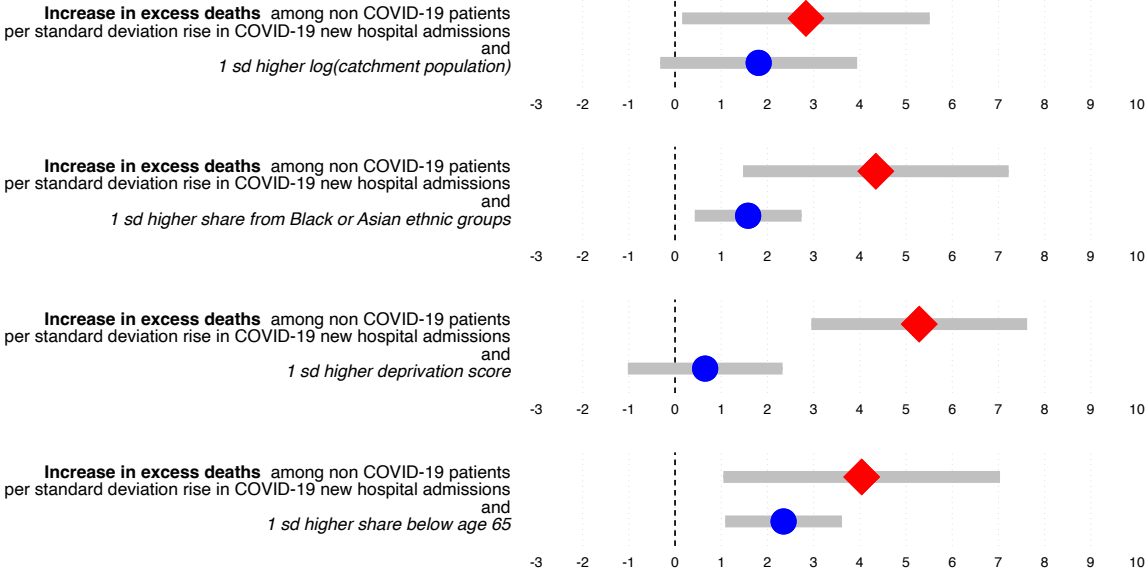 Increase in excess deaths among non COVID-19 patients
per standard deviation rise in COVID-19 new hospital admissions
and
1 sd higher log(catchment population)
-3 -2 -1 0 1 2 3 4 5 6 7 8 9 10
Increase in excess deaths among non COVID-19 patients
per standard deviation rise in COVID-19 new hospital admissions
and
1 sd higher share from Black or Asian ethnic groups
-3 -2 -1 0 1 2 3 4 5 6 7 8 9 10
Increase in excess deaths among non COVID-19 patients
per standard deviation rise in COVID-19 new hospital admissions
and
1 sd higher deprivation score
-3 -2 -1 0 1 2 3 4 5 6 7 8 9 10
Increase in excess deaths among non COVID-19 patients
per standard deviation rise in COVID-19 new hospital admissions
and
1 sd higher share below age 65
-3 -2 -1 0 1 2 3 4 5 6 7 8 9 10